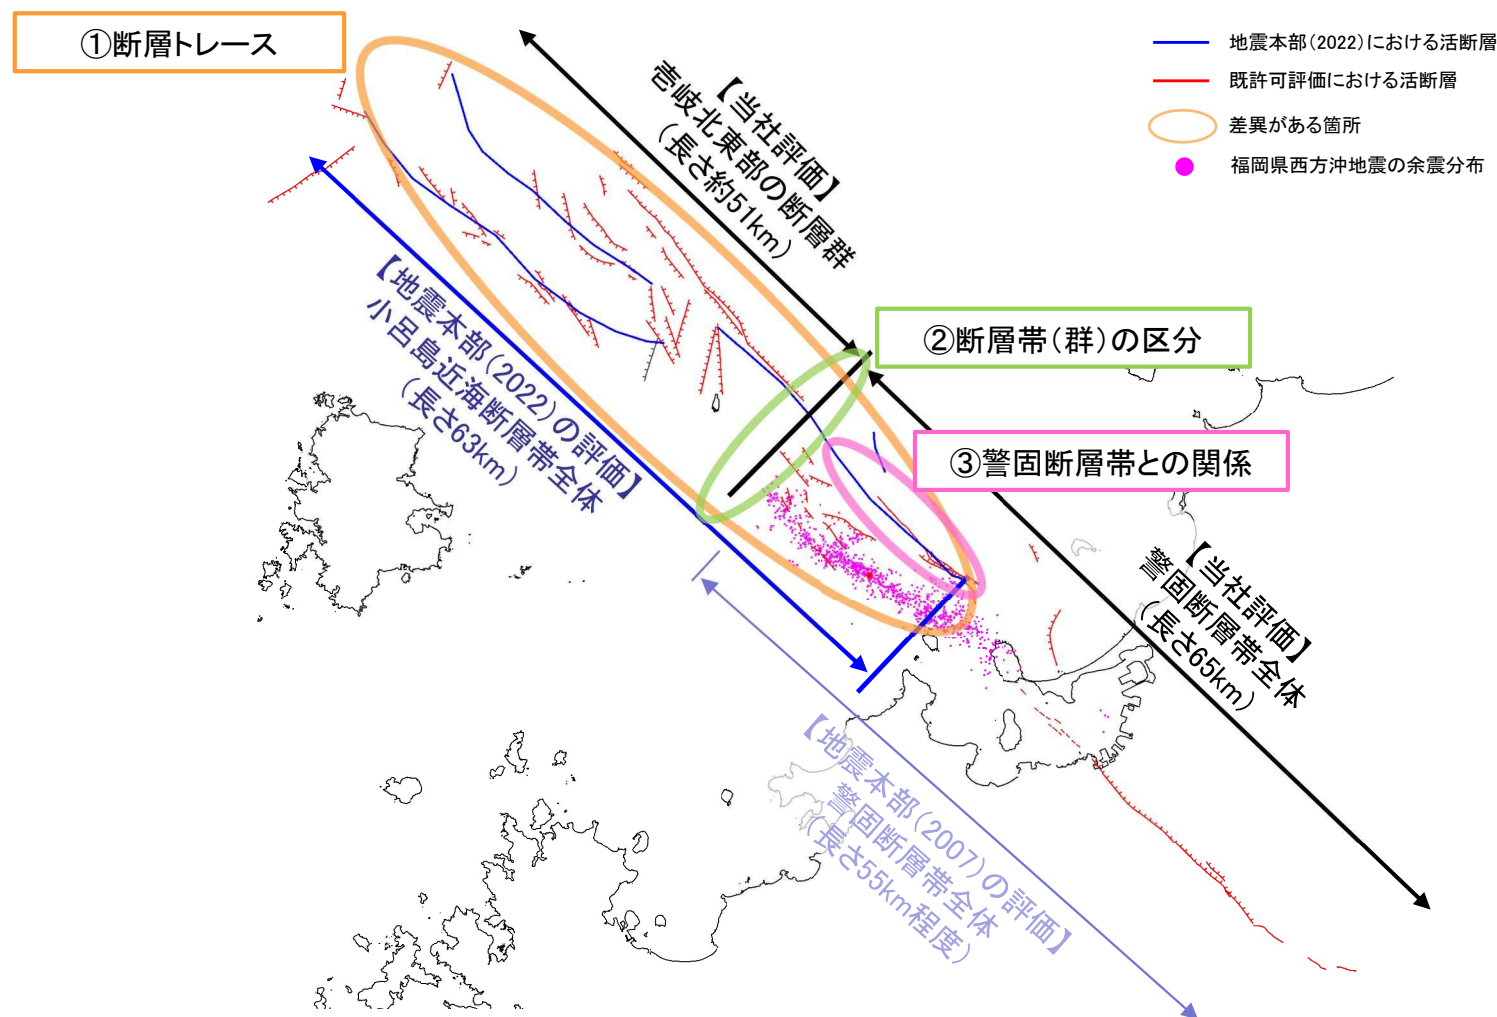 ①断層トレース
地震本部(2022)における活断層
既許可評価における活断層
差異がある箇所
福岡県西方沖地震の余震分布
【当社評価】
壱岐北東部の断層群
(長さ約51km)
【地震本部(2022)の評価】
小呂島近海断層帯全体
(長さ63km)
②断層帯(群)の区分
③警固断層帯との関係
【当社評価】
警固断層帯全体
(長さ65km)
【地震本部(2007)の評価】
警固断層帯全体
(長さ55km程度)